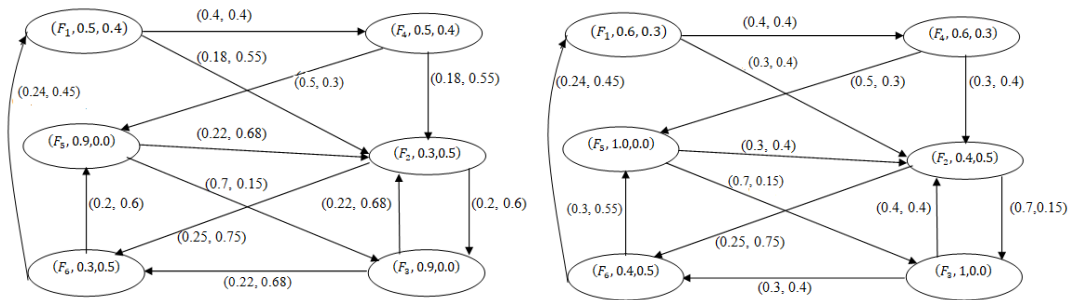 (F₁, 0.5, 0.4)
(0.4, 0.4)
(F₄, 0.5, 0.4)
(0.18, 0.55)
(0.5, 0.3)
(0.18, 0.55)
(0.24, 0.45)
(F₅, 0.9,0.0)
(0.22, 0.68)
(F₂, 0.3,0.5)
(0.7, 0.15)
(0.2, 0.6)
(0.22, 0.68)
(0.2, 0.6)
(0.25, 0.75)
(F₆, 0.3,0.5)
(0.22, 0.68)
(F₃, 0.9,0.0)
(F₁, 0.6, 0.3)
(0.4, 0.4)
(F₄, 0.6, 0.3)
(0.3, 0.4)
(0.5, 0.3)
(0.3, 0.4)
(0.24, 0.45)
(F₅, 1.0,0.0)
(0.3, 0.4)
(F₂, 0.4,0.5)
(0.7, 0.15)
(0.3, 0.55)
(0.4, 0.4)
(0.7,0.15)
(0.25, 0.75)
(F₆, 0.4,0.5)
(0.3, 0.4)
(F₃, 1,0.0)